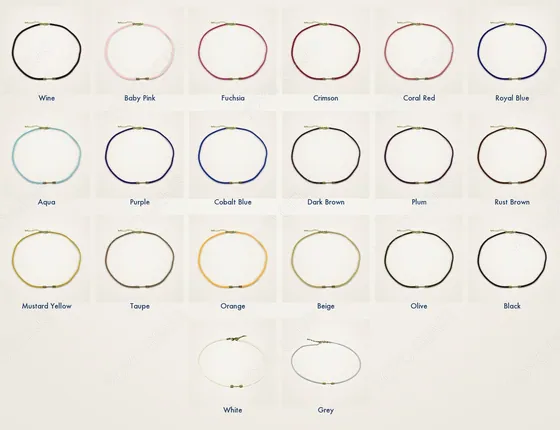 Wine
Baby Pink
Fuchsia
Crimson
Coral Red
Royal Blue
Aqua
Purple
Cobalt Blue
Dark Brown
Plum
Rust Brown
Mustard Yellow
Taupe
Orange
Beige
Olive
Black
White
Grey